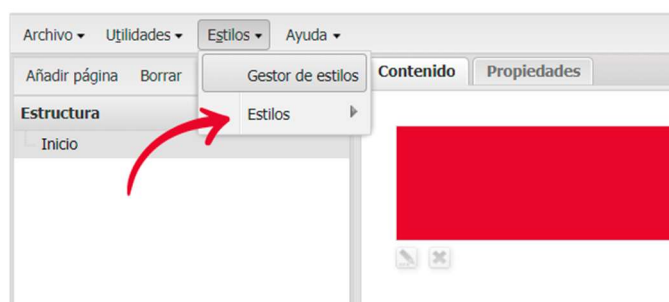 Archivo Utilidades Estilos Ayuda
Añadir página Borrar Gestor de estilos Contenido Propiedades
Estructura Estilos
Inicio